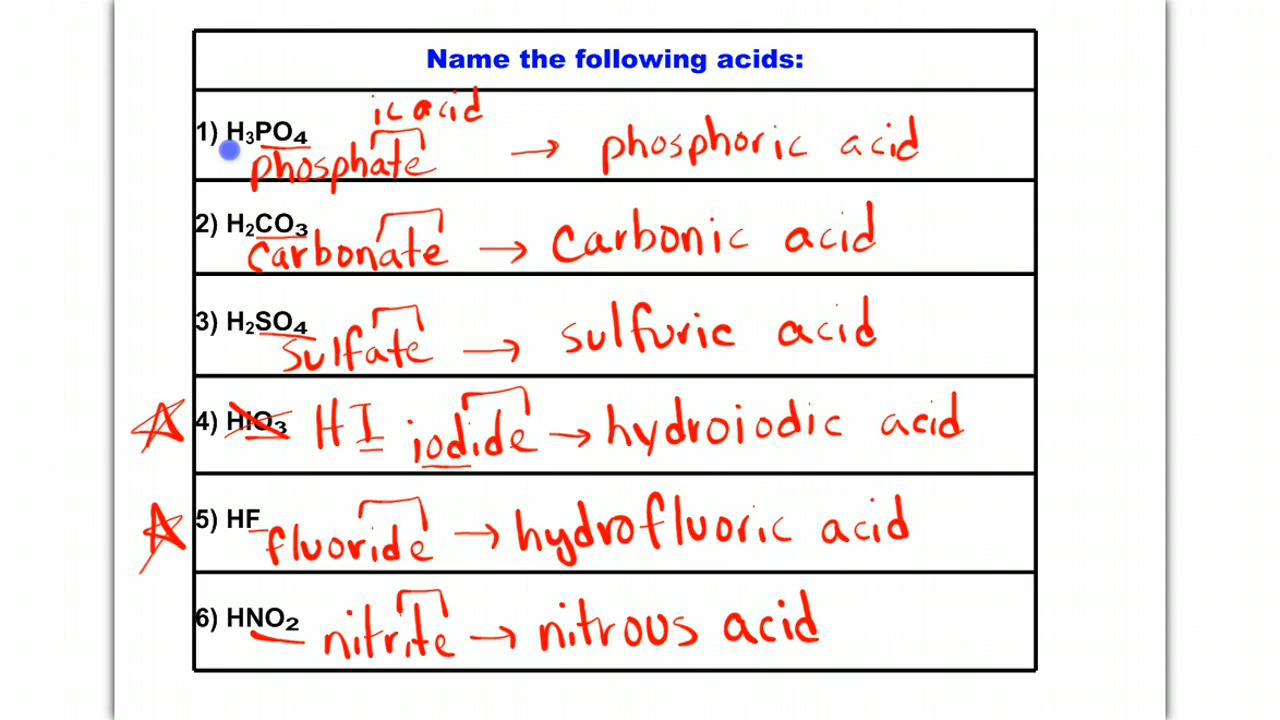 Name the following acids:
ic acid
1) H₃PO₄
phosphate → phosphoric acid
2) H₂CO₃
carbonate → carbonic acid
3) H₂SO₄
sulfate → sulfuric acid
4) HIO₃ HI iodide → hydroiodic acid
5) HF fluoride → hydrofluoric acid
6) HNO₂ nitrite → nitrous acid